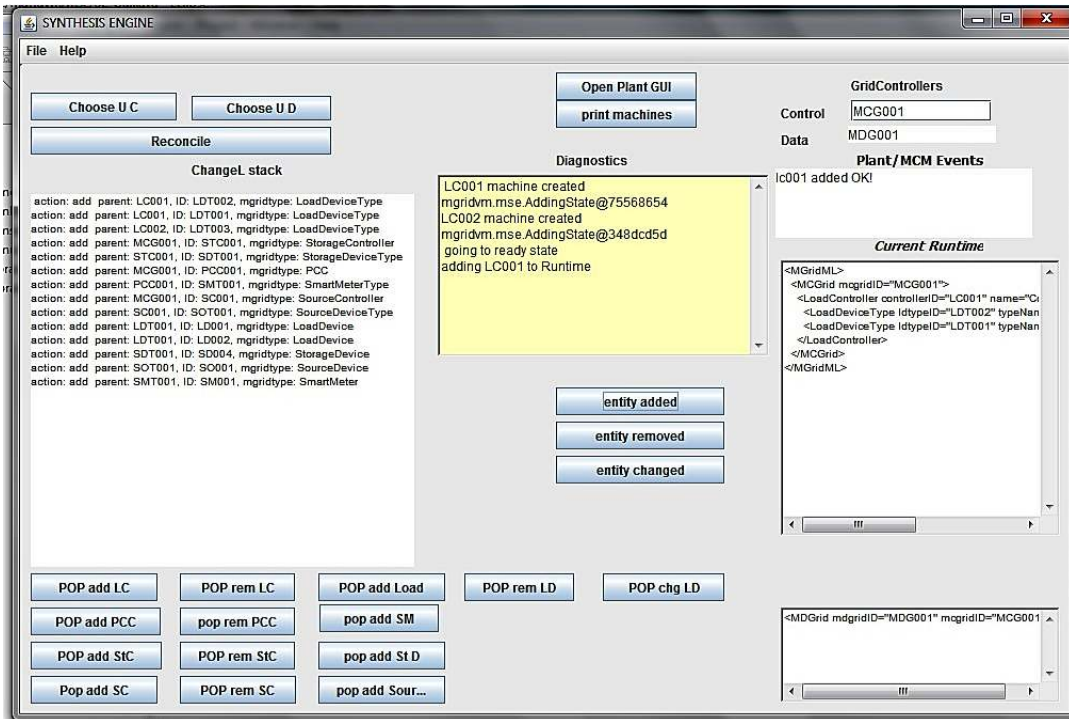 SYNTHESIS ENGINE
File Help
Choose U C
Choose U D
Reconcile
ChangeL stack
action: add parent: LC001, ID: LDT002, mgridtype: LoadDeviceType
action: add parent: LC001, ID: LDT001, mgridtype: LoadDeviceType
action: add parent: LC002, ID: LDT003, mgridtype: LoadDeviceType
action: add parent: MCG001, ID: STC001, mgridtype: StorageController
action: add parent: STC001, ID: SDT001, mgridtype: StorageDeviceType
action: add parent: MCG001, ID: PCC001, mgridtype: PCC
action: add parent: PCC001, ID: SMT001, mgridtype: SmartMeterType
action: add parent: MCG001, ID: SC001, mgridtype: SourceController
action: add parent: SC001, ID: SOT001, mgridtype: SourceDeviceType
action: add parent: LDT001, ID: LD001, mgridtype: LoadDevice
action: add parent: LDT001, ID: LD002, mgridtype: LoadDevice
action: add parent: SDT001, ID: SD004, mgridtype: StorageDevice
action: add parent: SOT001, ID: SO001, mgridtype: SourceDevice
action: add parent: SMT001, ID: SM001, mgridtype: SmartMeter
Open Plant GUI
print machines
Diagnostics
LC001 machine created
mgridvm.mse.AddingState@75568654
LC002 machine created
mgridvm.mse.AddingState@348dcd5d
going to ready state
adding LC001 to Runtime
entity added
entity removed
entity changed
GridControllers
Control MCG001
Data MDG001
Plant/MCM Events
lc001 added OK!
Current Runtime
<MGridML>
<MCGrid mcgridID="MCG001">
<LoadController controllerID="LC001" name="Co
<LoadDeviceType ldtypeID="LDT002" typeNan
<LoadDeviceType ldtypeID="LDT001" typeNan
</LoadController>
</MCGrid>
</MGridML>
POP add LC
POP rem LC
POP add Load
POP rem LD
POP chg LD
POP add PCC
pop rem PCC
pop add SM
POP add StC
POP rem StC
pop add St D
Pop add SC
POP rem SC
pop add Sour...
<MDGrid mdgridID="MDG001" mcgridID="MCG001